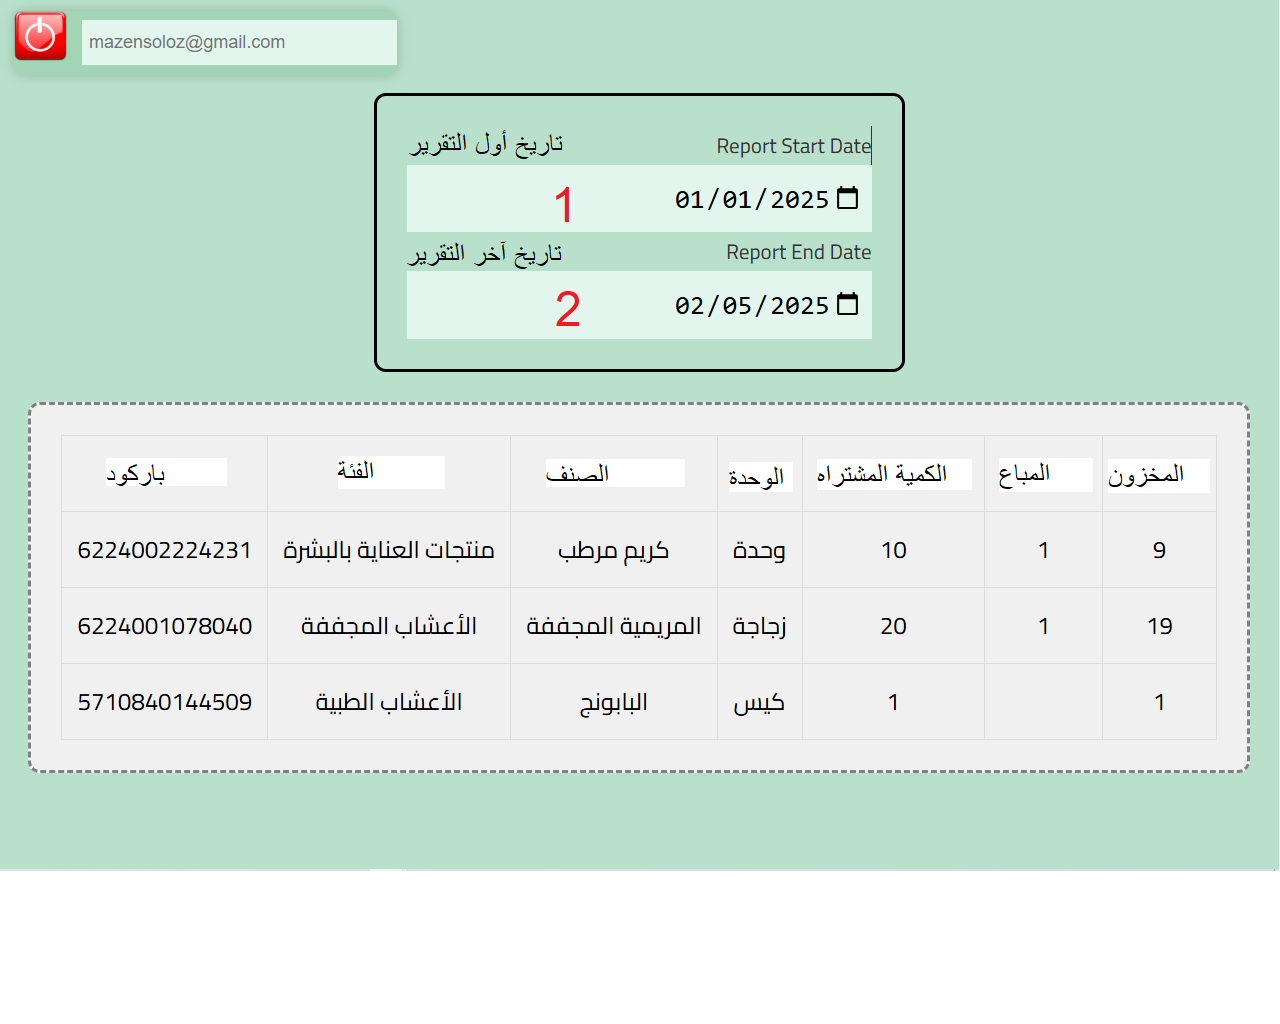 mazensoloz@gmail.com
تاريخ أول التقرير Report Start Date
1 01/01/2025
تاريخ آخر التقرير Report End Date
2 02/05/2025
باركود الفئة الصنف الوحدة الكمية المشتراه المباع المخزون
6224002224231 منتجات العناية بالبشرة كريم مرطب وحدة 10 1 9
6224001078040 الأعشاب المجففة المريمية المجففة زجاجة 20 1 19
5710840144509 الأعشاب الطبية البابونج كيس 1 1